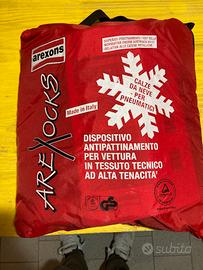 arexons
AREXOCKS
Made in Italy
CALZE
DA NEVE
PER
PNEUMATICI
DISPOSITIVO
ANTIPATTINAMENTO
PER VETTURA
IN TESSUTO TECNICO
AD ALTA TENACITA'
GS
subito